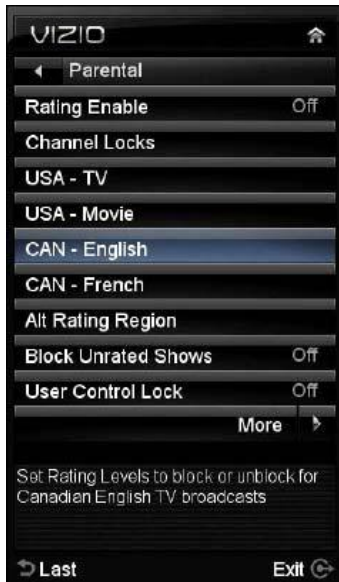 VIZIO
Parental
Rating Enable Off
Channel Locks
USA - TV
USA - Movie
CAN - English
CAN - French
Alt Rating Region
Block Unrated Shows Off
User Control Lock Off
More
Set Rating Levels to block or unblock for
Canadian English TV broadcasts
Last Exit